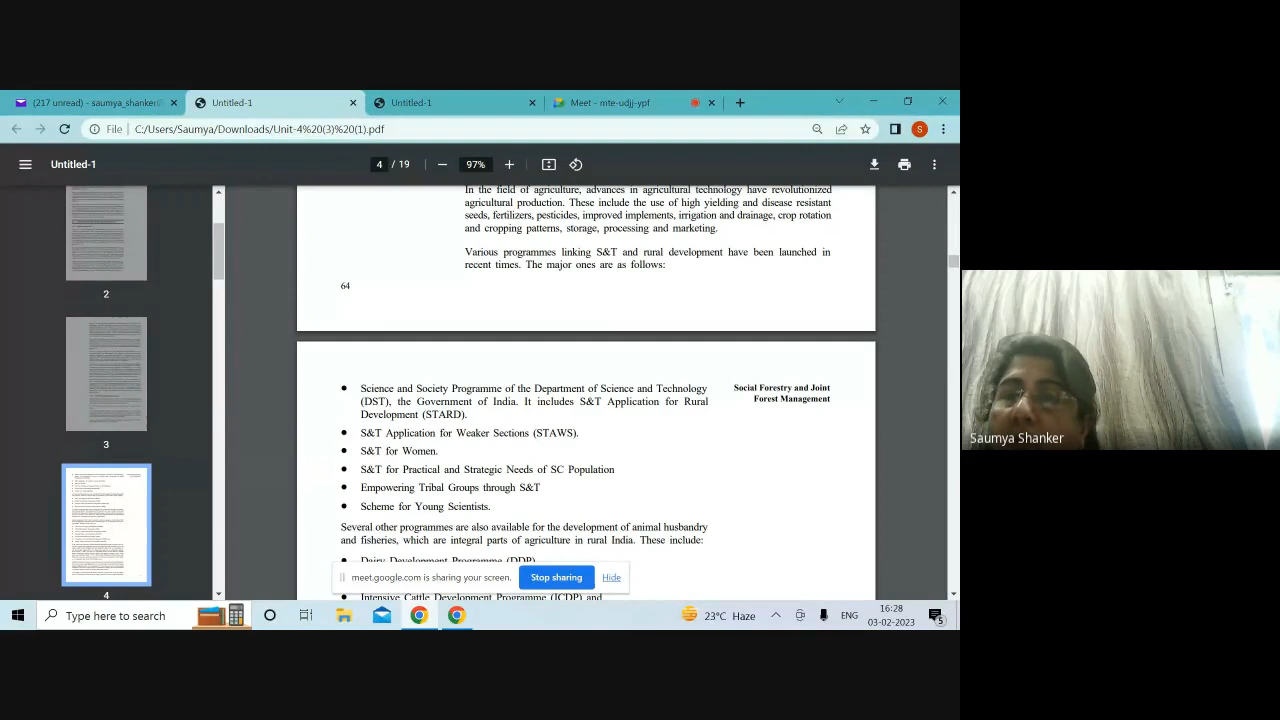 (217 unread) - saumya_shanker@
Untitled-1
Untitled-1
Meet - mte-udjj-ypf
File
C:/Users/Saumya/Downloads/Unit-4%20(3)%20(1).pdf
S
Untitled-1
4 / 19
97%
In the field of agriculture, advances in agricultural technology have revolutionized
agricultural production. These include the use of high yielding and disease resistant
seeds, fertilizers, pesticides, improved implements, irrigation and drainage, crop rotation
and cropping patterns, storage, processing and marketing.
Various programmes linking S&T and rural development have been launched in
recent times. The major ones are as follows:
64
2
3
4
Social Forestry and Joint
Forest Management
● Science and Society Programme of the Department of Science and Technology
(DST), the Government of India. It includes S&T Application for Rural
Development (STARD).
● S&T Application for Weaker Sections (STAWS).
● S&T for Women.
● S&T for Practical and Strategic Needs of SC Population
● Empowering Tribal Groups through S&T
● Scheme for Young Scientists.
Several other programmes are also available for the development of animal husbandry
and fisheries, which are integral parts of agriculture in rural India. These include:
Dairy Development Programme (DDP)
meet.google.com is sharing your screen.
Stop sharing
Hide
Intensive Cattle Development Programme (ICDP) and
Type here to search
23°C Haze
ENG
16:28
03-02-2023
5
Saumya Shanker